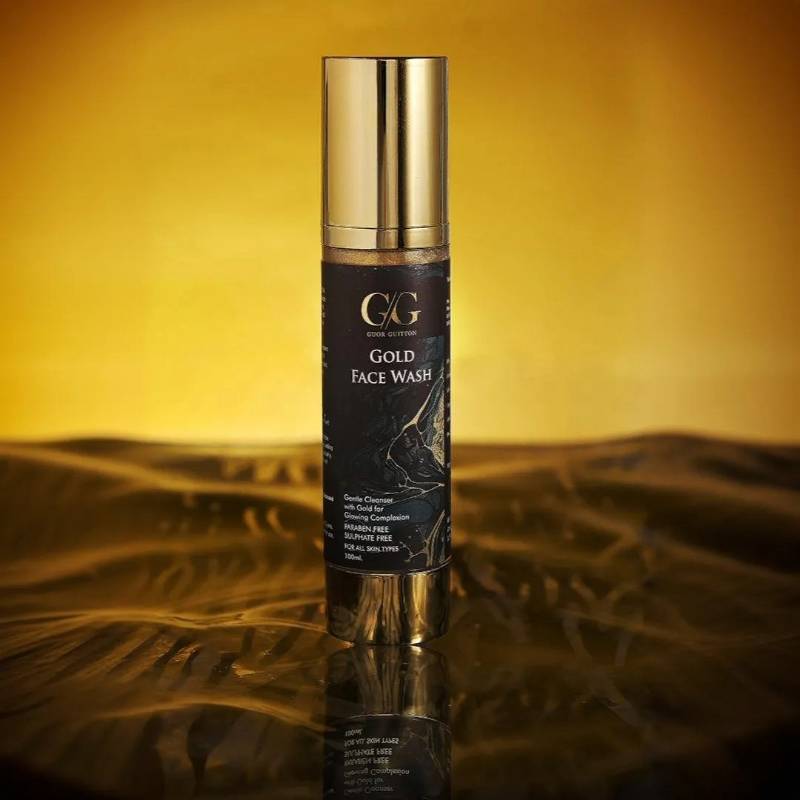 G/G
GUOR GUITTON
GOLD
FACE WASH
Gentle Cleanser
with Gold for
Glowing Complexion
PARABEN FREE
SULPHATE FREE
FOR ALL SKIN TYPES
100ml.